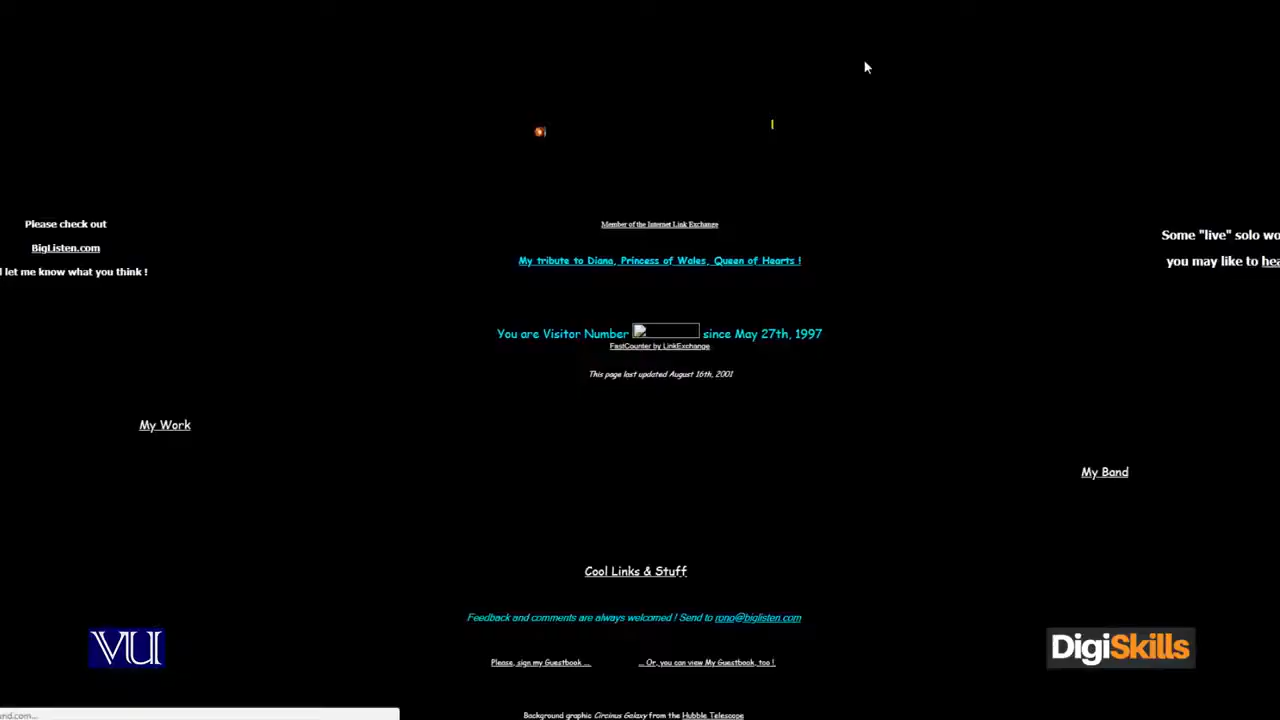 Please check out
BigListen.com
let me know what you think !
Member of the Internet Link Exchange
My tribute to Diana, Princess of Wales, Queen of Hearts !
Some "live" solo
you may like to
You are Visitor Number since May 27th, 1997
FastCounter by LinkExchange
This page last updated August 16th, 2001
My Work
My Band
Cool Links & Stuff
Feedback and comments are always welcomed ! Send to rono@biglisten.com
VU
DigiSkills
Please, sign my Guestbook ...
... Or, you can view My Guestbook, too !
Background graphic Circinus Galaxy from the Hubble Telescope